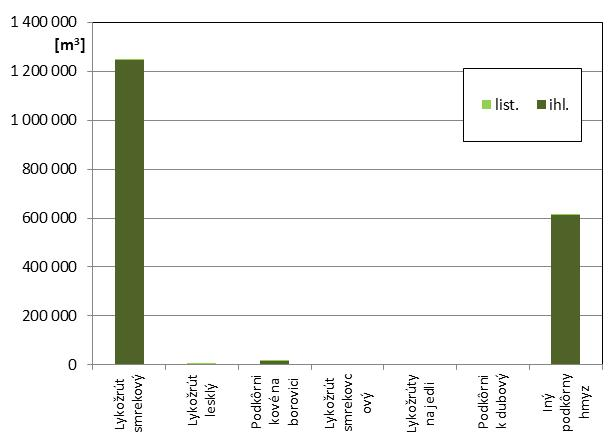 1 400 000
[m³]
1 200 000
1 000 000
800 000
600 000
400 000
200 000
0
list. ihl.
Lykožrút
smrekový
Lykožrút
lesklý
Podkôrni
kové na
borovici
Lykožrút
smrekovc
ový
Lykožrúty
na jedli
Podkôrni
k dubový
Iný
podkôrny
hmyz